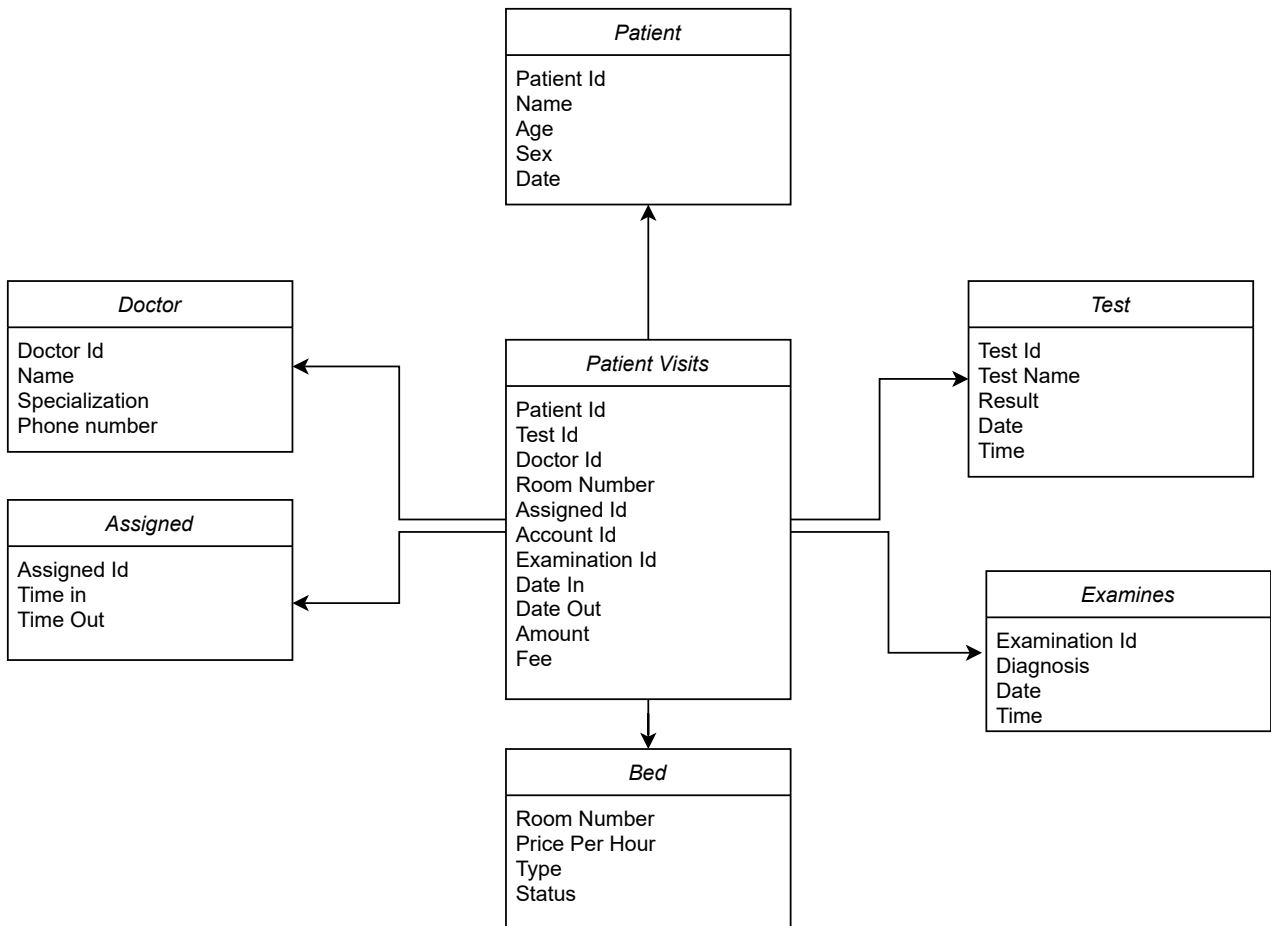 Patient
Patient Id
Name
Age
Sex
Date
Doctor
Doctor Id
Name
Specialization
Phone number
Assigned
Assigned Id
Time in
Time Out
Patient Visits
Patient Id
Test Id
Doctor Id
Room Number
Assigned Id
Account Id
Examination Id
Date In
Date Out
Amount
Fee
Test
Test Id
Test Name
Result
Date
Time
Examines
Examination Id
Diagnosis
Date
Time
Bed
Room Number
Price Per Hour
Type
Status